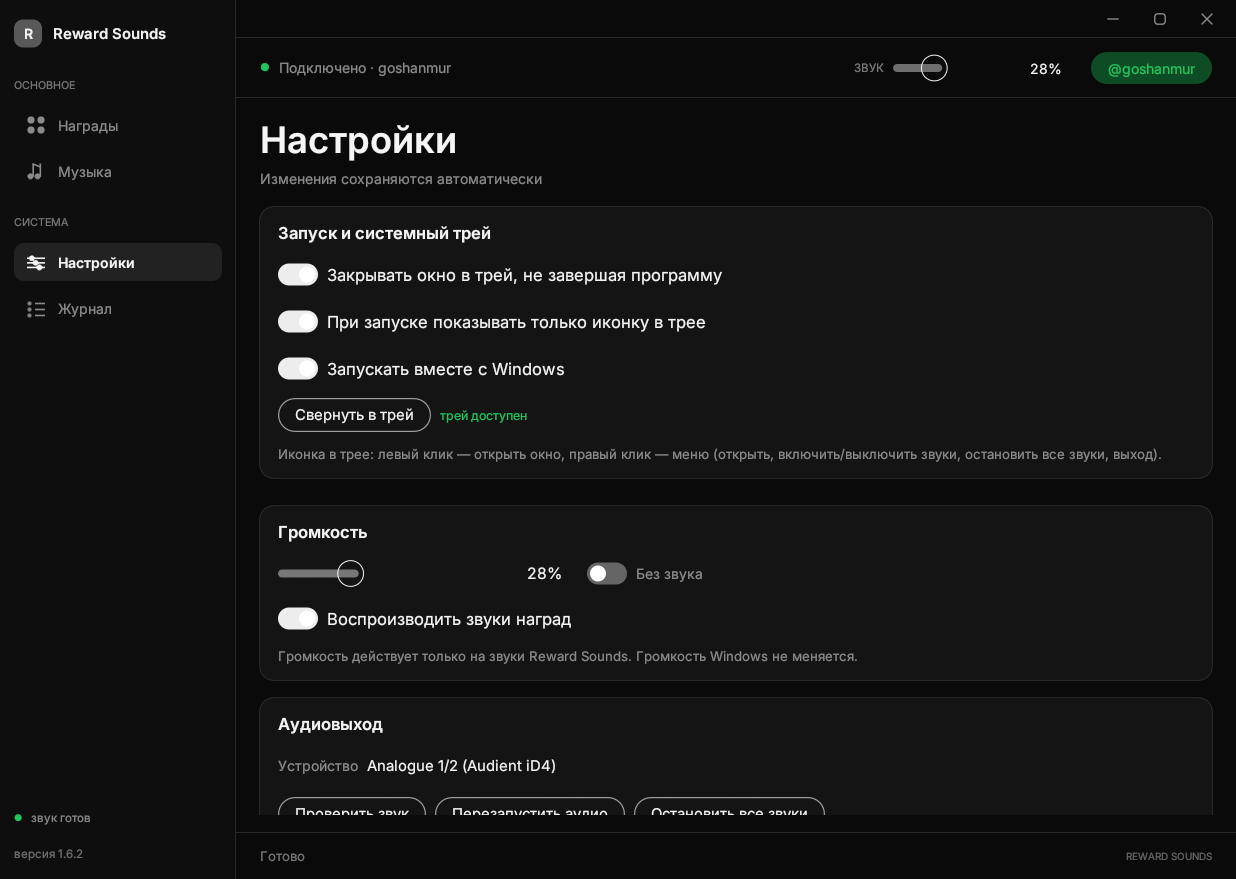 R Reward Sounds
ОСНОВНОЕ
Награды
Музыка
СИСТЕМА
Настройки
Журнал
звук готов
версия 1.6.2
Подключено · goshanmur
ЗВУК
28%
@goshanmur
Настройки
Изменения сохраняются автоматически
Запуск и системный трей
Закрывать окно в трей, не завершая программу
При запуске показывать только иконку в трее
Запускать вместе с Windows
Свернуть в трей
трей доступен
Иконка в трее: левый клик — открыть окно, правый клик — меню (открыть, включить/выключить звуки, остановить все звуки, выход).
Громкость
28%
Без звука
Воспроизводить звуки наград
Громкость действует только на звуки Reward Sounds. Громкость Windows не меняется.
Аудиовыход
Устройство Analogue 1/2 (Audient iD4)
Проверить звук
Перезапустить аудио
Остановить все звуки
Готово
REWARD SOUNDS